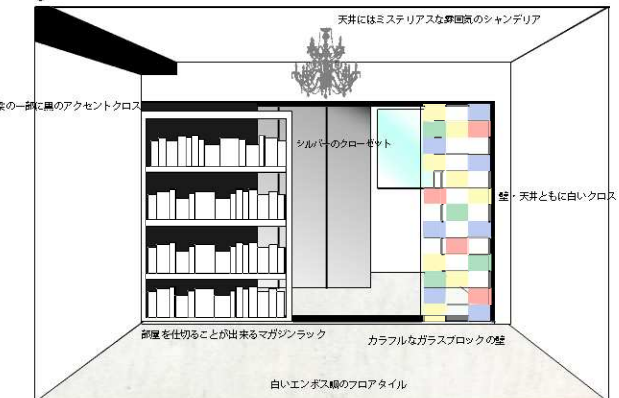 天井にはミステリアスな雰囲気のシャンデリア
梁の一部に黒のアクセントクロス
シルバーのクローゼット
壁・天井ともに白いクロス
部屋を仕切ることが出来るマガジンラック
カラフルなガラスブロックの壁
白いエンボス調のフロアタイル